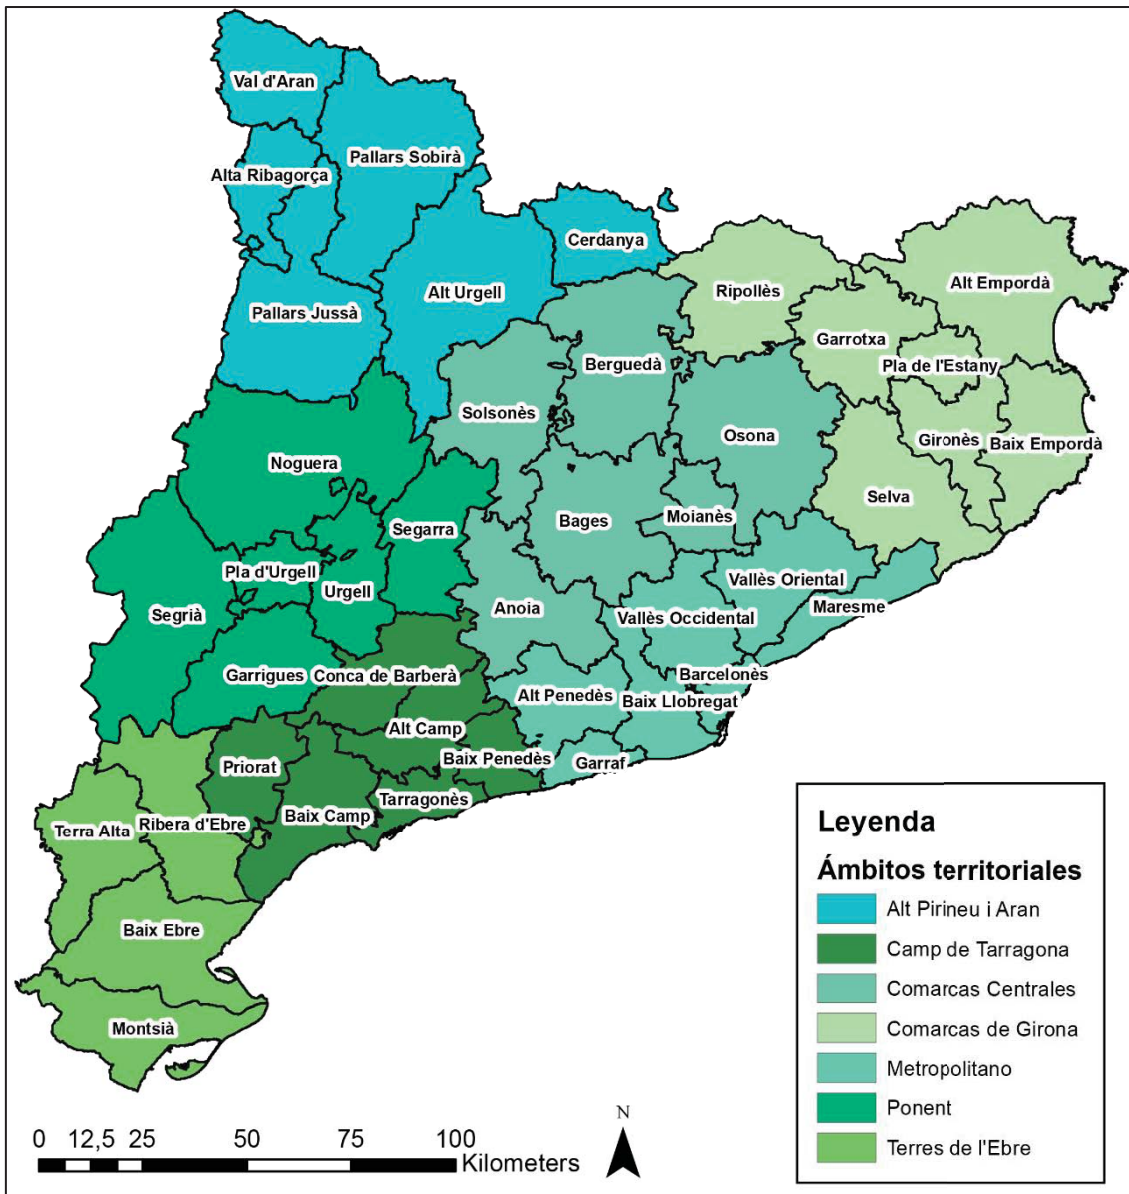 Val d'Aran
Pallars Sobirà
Alta Ribagorça
Cerdanya
Alt Urgell
Ripollès
Alt Empordà
Pallars Jussà
Garrotxa
Berguedà
Pla de l'Estany
Solsonès
Osona
Gironès
Baix Empordà
Noguera
Selva
Bages
Moianès
Segarra
Pla d'Urgell
Urgell
Vallès Oriental
Segrià
Anoia
Maresme
Vallès Occidental
Garrigues
Conca de Barberà
Barcelonès
Alt Penedès
Baix Llobregat
Alt Camp
Baix Penedès
Garraf
Priorat
Tarragonès
Baix Camp
Ribera d'Ebre
Terra Alta
Baix Ebre
Montsià
Leyenda
Ámbitos territoriales
Alt Pirineu i Aran
Camp de Tarragona
Comarcas Centrales
Comarcas de Girona
Metropolitano
Ponent
Terres de l'Ebre
N
0 12,5 25 50 75 100
Kilometers